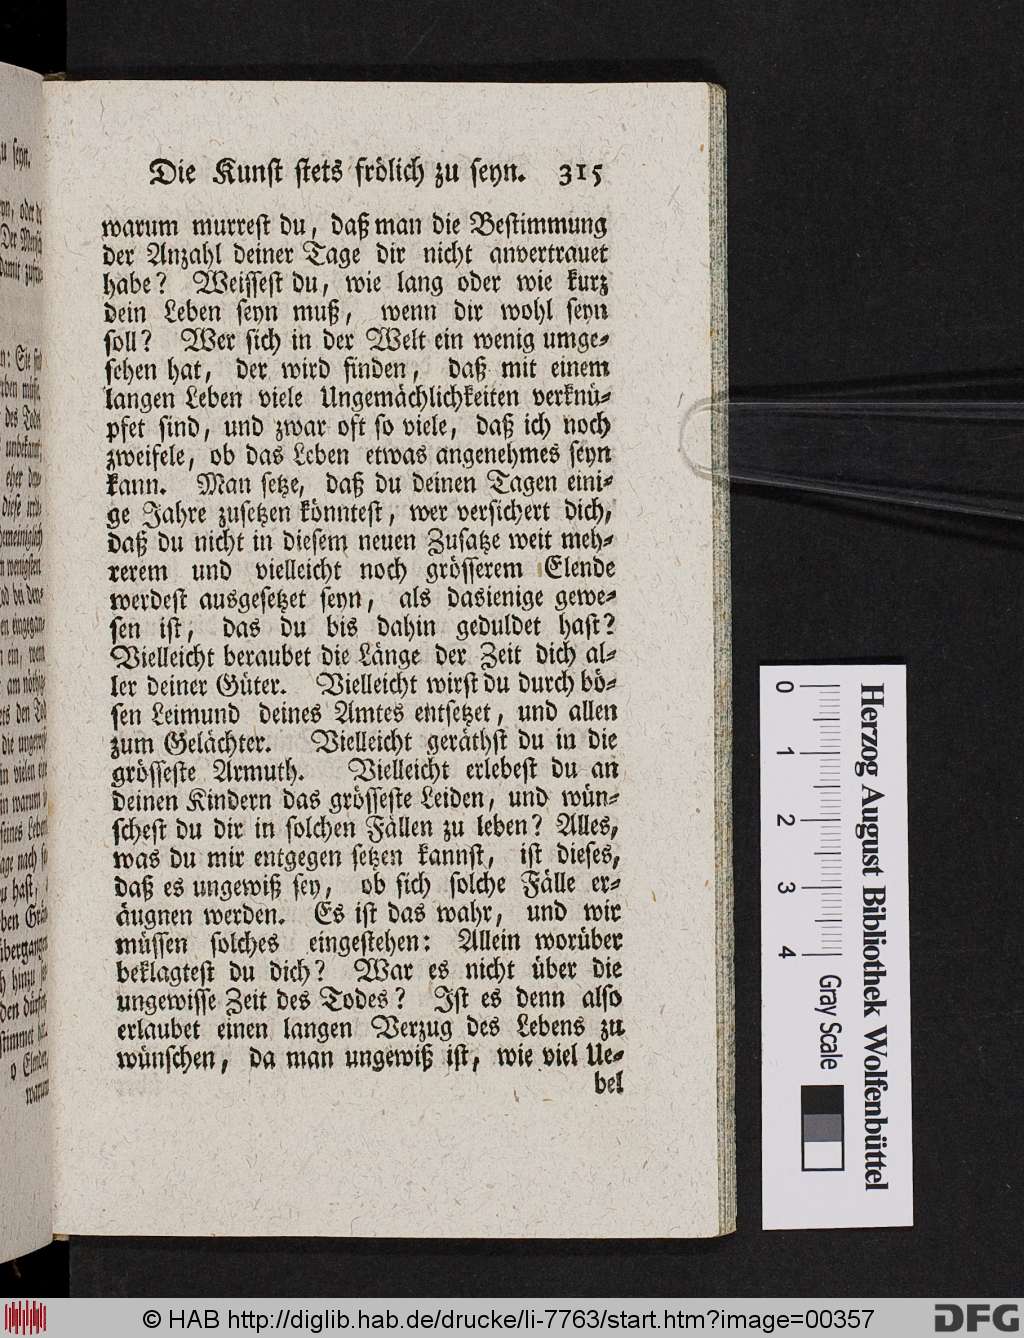 Die Kunst stets frölich zu seyn. 315
warum murrest du, daß man die Bestimmung
der Anzahl deiner Tage dir nicht anvertrauet
habe? Weissest du, wie lang oder wie kurz
dein Leben seyn muß, wenn dir wohl seyn
soll? Wer sich in der Welt ein wenig umge-
sehen hat, der wird finden, daß mit einem
langen Leben viele Ungemächlichkeiten verknü-
pfet sind, und zwar oft so viele, daß ich noch
zweifele, ob das Leben etwas angenehmes seyn
kann. Man setze, daß du deinen Tagen eini-
ge Jahre zusetzen könntest, wer versichert dich,
daß du nicht in diesem neuen Zusatze weit meh-
rerem und vielleicht noch grösserem Elende
werdest ausgesetzet seyn, als dasienige gewe-
sen ist, das du bis dahin geduldet hast?
Vielleicht beraubet die Länge der Zeit dich al-
ler deiner Güter. Vielleicht wirst du durch bö-
sen Leimund deines Amtes entsetzet, und allen
zum Gelächter. Vielleicht geräthst du in die
grösseste Armuth. Vielleicht erlebest du an
deinen Kindern das grösseste Leiden, und wün-
schest du dir in solchen Fällen zu leben? Alles,
was du mir entgegen setzen kannst, ist dieses,
daß es ungewiß sey, ob sich solche Fälle er-
äugnen werden. Es ist das wahr, und wir
müssen solches eingestehen: Allein worüber
beklagtest du dich? War es nicht über die
ungewisse Zeit des Todes? Ist es denn also
erlaubet einen langen Verzug des Lebens zu
wünschen, da man ungewiß ist, wie viel Ue-
bel
Herzog August Bibliothek Wolfenbüttel
0 1 2 3 4 Gray Scale
© HAB http://diglib.hab.de/drucke/li-7763/start.htm?image=00357
DFG